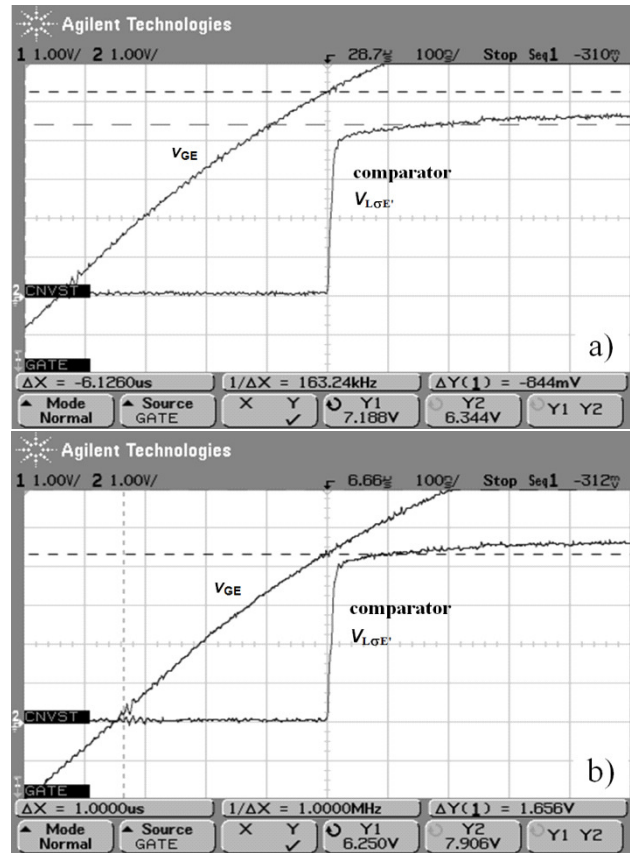 Agilent Technologies
1 1.00V/ 2 1.00V/ 28.7 100 Stop Seq1 -310
VGE
comparator
VLσE'
2 CNVST
GATE
a)
ΔX = -6.1260us 1/ΔX = 163.24kHz ΔY(1) = -844mV
Mode Normal Source GATE X Y ✓ Y1 7.188V Y2 6.344V Y1 Y2
Agilent Technologies
1 1.00V/ 2 1.00V/ 6.66 100 Stop Seq1 -312
VGE
comparator
VLσE'
2 CNVST
GATE
b)
ΔX = 1.0000us 1/ΔX = 1.0000MHz ΔY(1) = 1.656V
Mode Normal Source GATE X Y ✓ Y1 6.250V Y2 7.906V Y1 Y2